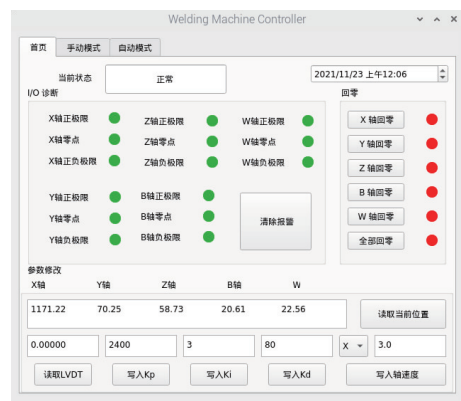 Welding Machine Controller
首页 手动模式 自动模式
当前状态 正常 2021/11/23 上午12:06
I/O 诊断 回零
X轴正极限 Z轴正极限 W轴正极限 X 轴回零
X轴零点 Z轴零点 W轴零点 Y 轴回零
X轴正负极限 Z轴负极限 W轴负极限 Z 轴回零
Y轴正极限 B轴正极限 B 轴回零
Y轴零点 B轴零点 清除报警 W 轴回零
Y轴负极限 B轴负极限 全部回零
参数修改
X轴 Y轴 Z轴 B轴 W
1171.22 70.25 58.73 20.61 22.56 读取当前位置
0.00000 2400 3 80 X 3.0
读取LVDT 写入Kp 写入Ki 写入Kd 写入轴速度